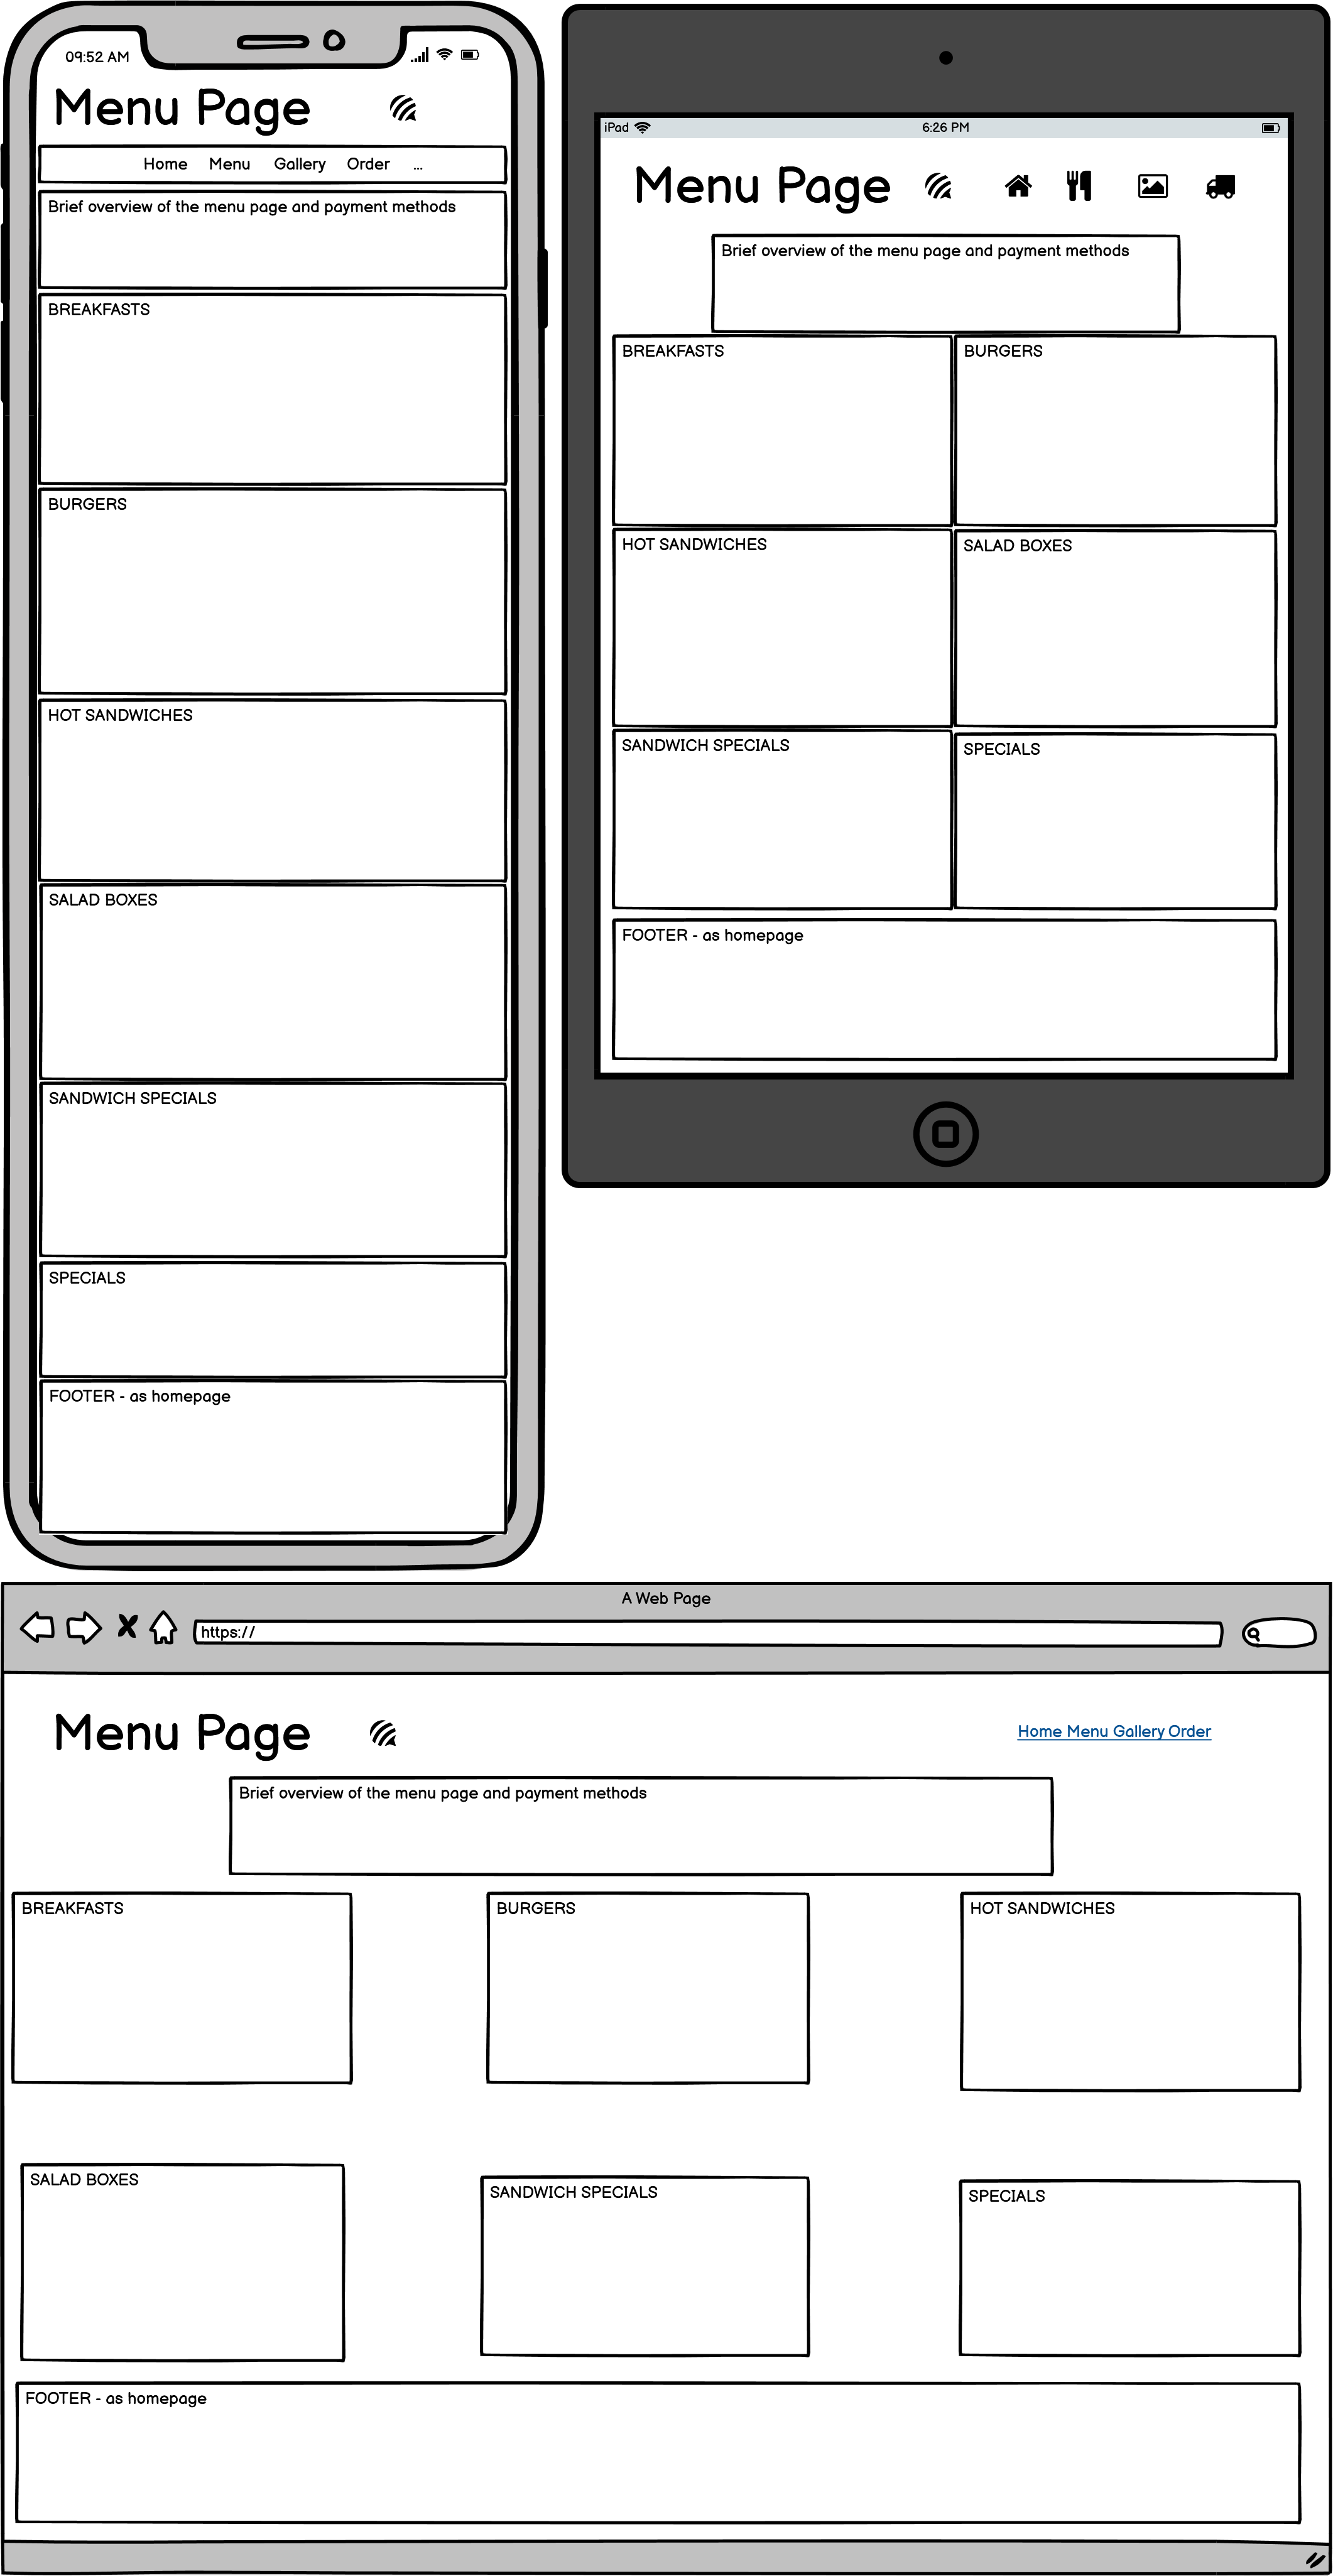 09:52 AM
Menu Page
Home Menu Gallery Order ...
Brief overview of the menu page and payment methods
BREAKFASTS
BURGERS
HOT SANDWICHES
SALAD BOXES
SANDWICH SPECIALS
SPECIALS
FOOTER - as homepage
iPad 6:26 PM
Menu Page
Brief overview of the menu page and payment methods
BREAKFASTS BURGERS
HOT SANDWICHES SALAD BOXES
SANDWICH SPECIALS SPECIALS
FOOTER - as homepage
A Web Page
https://
Menu Page Home Menu Gallery Order
Brief overview of the menu page and payment methods
BREAKFASTS BURGERS HOT SANDWICHES
SALAD BOXES SANDWICH SPECIALS SPECIALS
FOOTER - as homepage